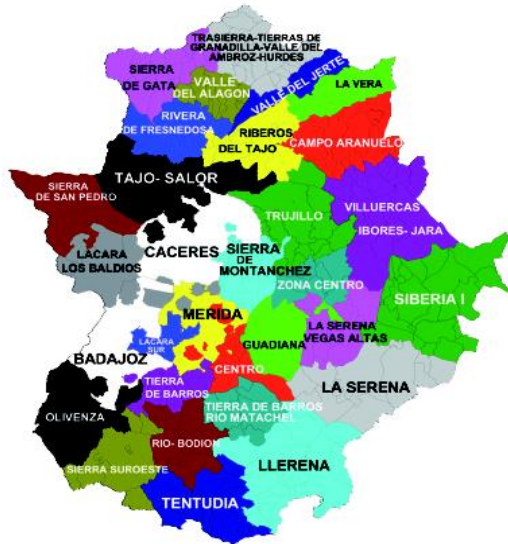 TRASIERRA-TIERRAS DE
GRANADILLA-VALLE DEL
AMBROZ-HURDES
SIERRA
DE GATA
VALLE
DEL ALAGON
VALLE DEL JERTE
LA VERA
RIVERA
DE FRESNEDOSA
RIBEROS
DEL TAJO
CAMPO ARANUELO
TAJO- SALOR
SIERRA
DE SAN PEDRO
TRUJILLO
VILLUERCAS
IBORES- JARA
CACERES
SIERRA
DE
MONTANCHEZ
LACARA
LOS BALDIOS
ZONA CENTRO
SIBERIA I
MERIDA
LACARA
SUR
GUADIANA
LA SERENA
VEGAS ALTAS
BADAJOZ
CENTRO
LA SERENA
TIERRA
DE BARROS
OLIVENZA
TIERRA DE BARROS
RIO MATACHEL
RIO- BODION
SIERRA SUROESTE
LLERENA
TENTUDIA